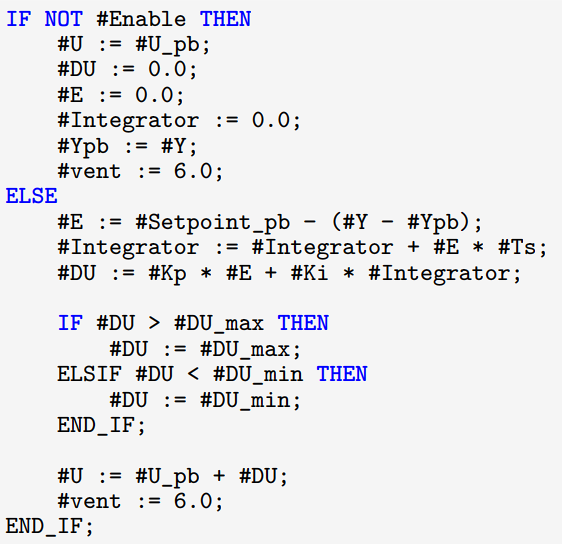 IF NOT #Enable THEN
    #U := #U_pb;
    #DU := 0.0;
    #E := 0.0;
    #Integrator := 0.0;
    #Ypb := #Y;
    #vent := 6.0;
ELSE
    #E := #Setpoint_pb - (#Y - #Ypb);
    #Integrator := #Integrator + #E * #Ts;
    #DU := #Kp * #E + #Ki * #Integrator;

    IF #DU > #DU_max THEN
        #DU := #DU_max;
    ELSIF #DU < #DU_min THEN
        #DU := #DU_min;
    END_IF;

    #U := #U_pb + #DU;
    #vent := 6.0;
END_IF;